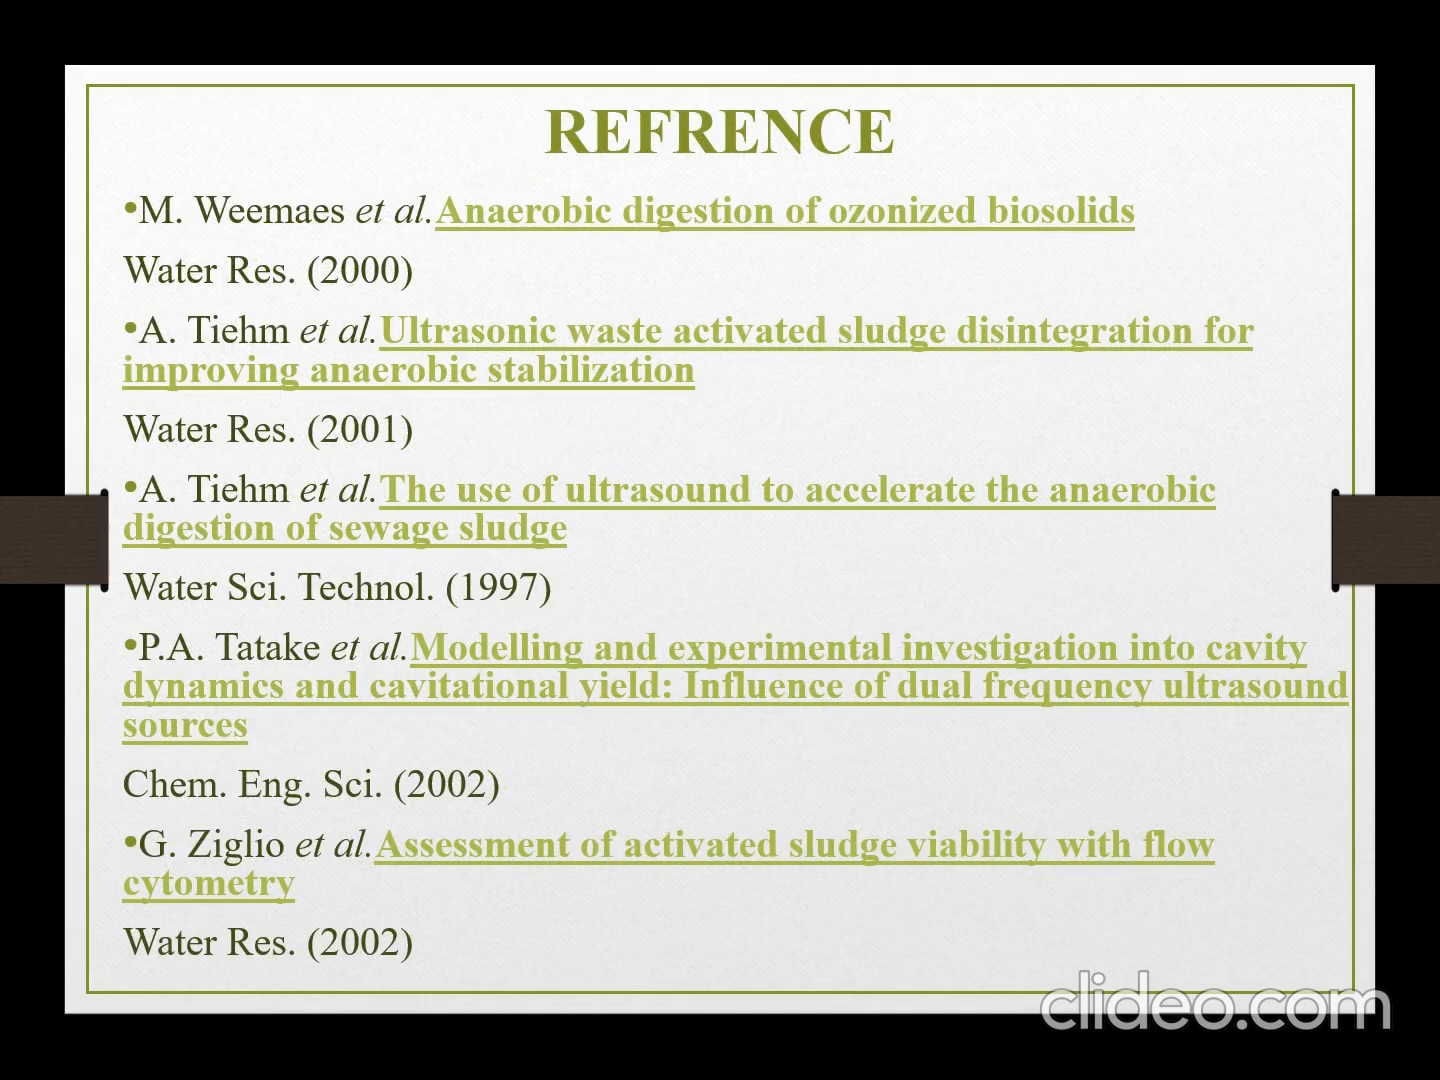 REFRENCE
•M. Weemaes et al.Anaerobic digestion of ozonized biosolids
Water Res. (2000)
•A. Tiehm et al.Ultrasonic waste activated sludge disintegration for
improving anaerobic stabilization
Water Res. (2001)
•A. Tiehm et al.The use of ultrasound to accelerate the anaerobic
digestion of sewage sludge
Water Sci. Technol. (1997)
•P.A. Tatake et al.Modelling and experimental investigation into cavity
dynamics and cavitational yield: Influence of dual frequency ultrasound
sources
Chem. Eng. Sci. (2002)
•G. Ziglio et al.Assessment of activated sludge viability with flow
cytometry
Water Res. (2002)
clideo.com